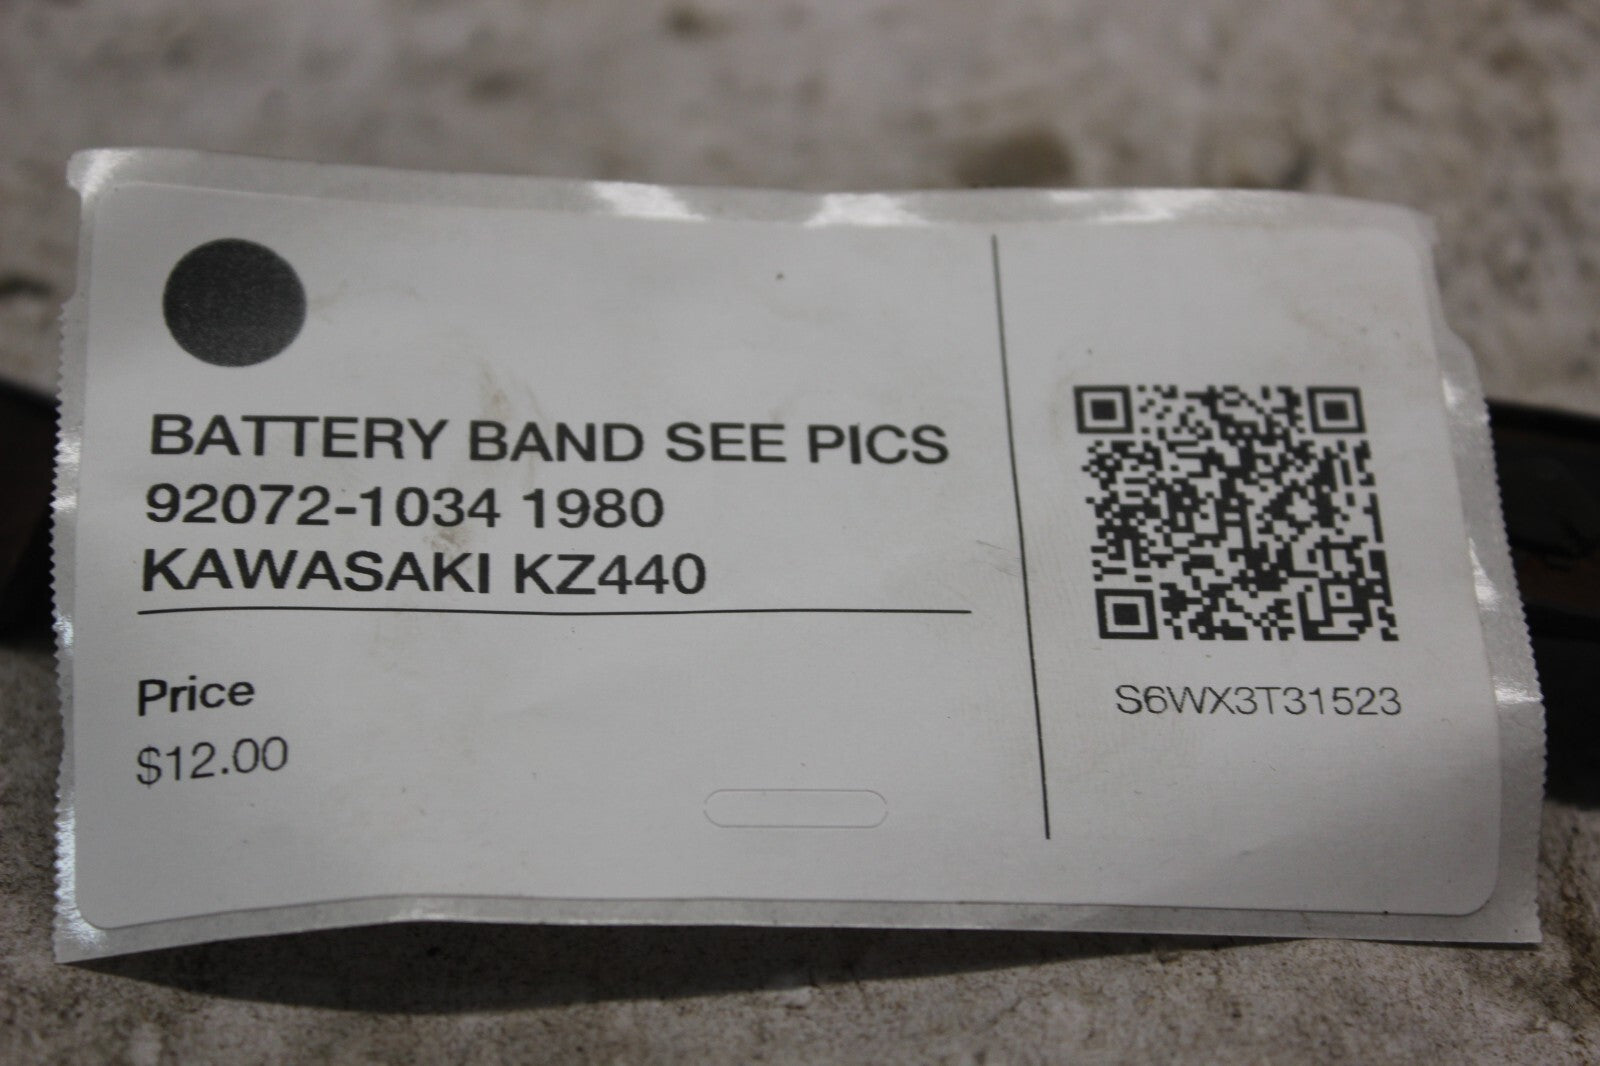 BATTERY BAND SEE PICS
92072-1034 1980
KAWASAKI KZ440
Price
$12.00
S6WX3T31523